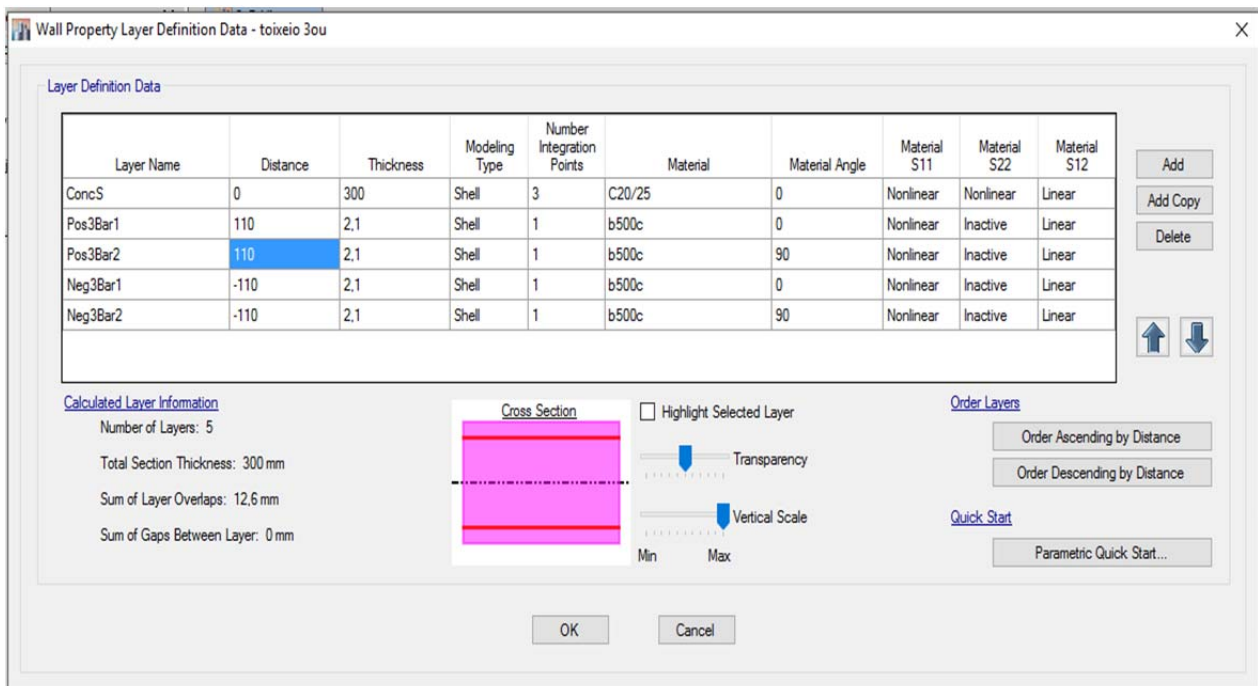 Wall Property Layer Definition Data - toixeio 3ou
X
Layer Definition Data
Layer Name Distance Thickness Modeling Type Number Integration Points Material Material Angle Material S11 Material S22 Material S12
ConcS 0 300 Shell 3 C20/25 0 Nonlinear Nonlinear Linear
Pos3Bar1 110 2,1 Shell 1 b500c 0 Nonlinear Inactive Linear
Pos3Bar2 110 2,1 Shell 1 b500c 90 Nonlinear Inactive Linear
Neg3Bar1 -110 2,1 Shell 1 b500c 0 Nonlinear Inactive Linear
Neg3Bar2 -110 2,1 Shell 1 b500c 90 Nonlinear Inactive Linear
Add
Add Copy
Delete
Calculated Layer Information
Number of Layers: 5
Total Section Thickness: 300 mm
Sum of Layer Overlaps: 12,6 mm
Sum of Gaps Between Layer: 0 mm
Cross Section
Highlight Selected Layer
Transparency
Vertical Scale
Min Max
Order Layers
Order Ascending by Distance
Order Descending by Distance
Quick Start
Parametric Quick Start...
OK Cancel